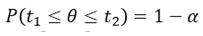 P(t₁ ≤ θ ≤ t₂) = 1 − α